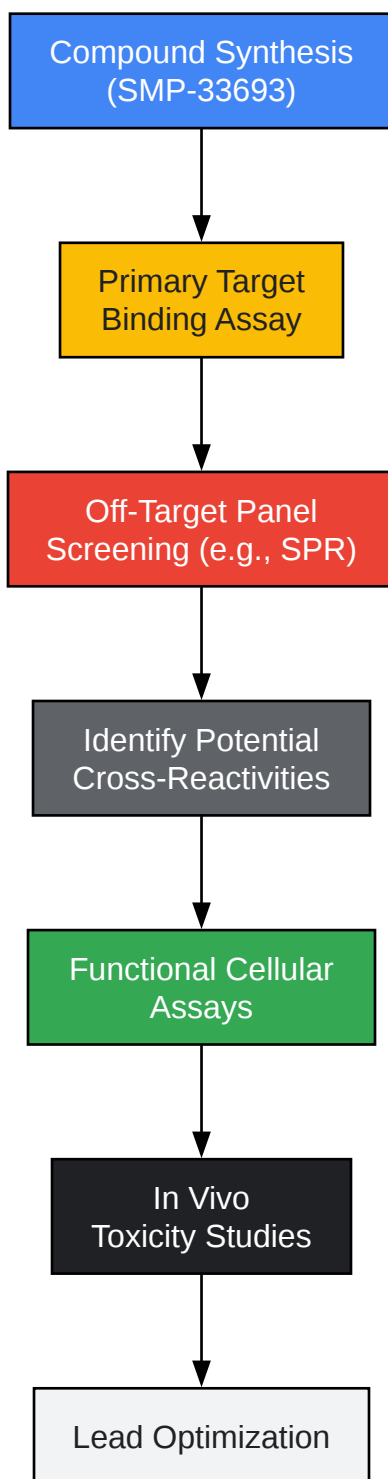 Compound Synthesis
(SMP-33693)
Primary Target
Binding Assay
Off-Target Panel
Screening (e.g., SPR)
Identify Potential
Cross-Reactivities
Functional Cellular
Assays
In Vivo
Toxicity Studies
Lead Optimization